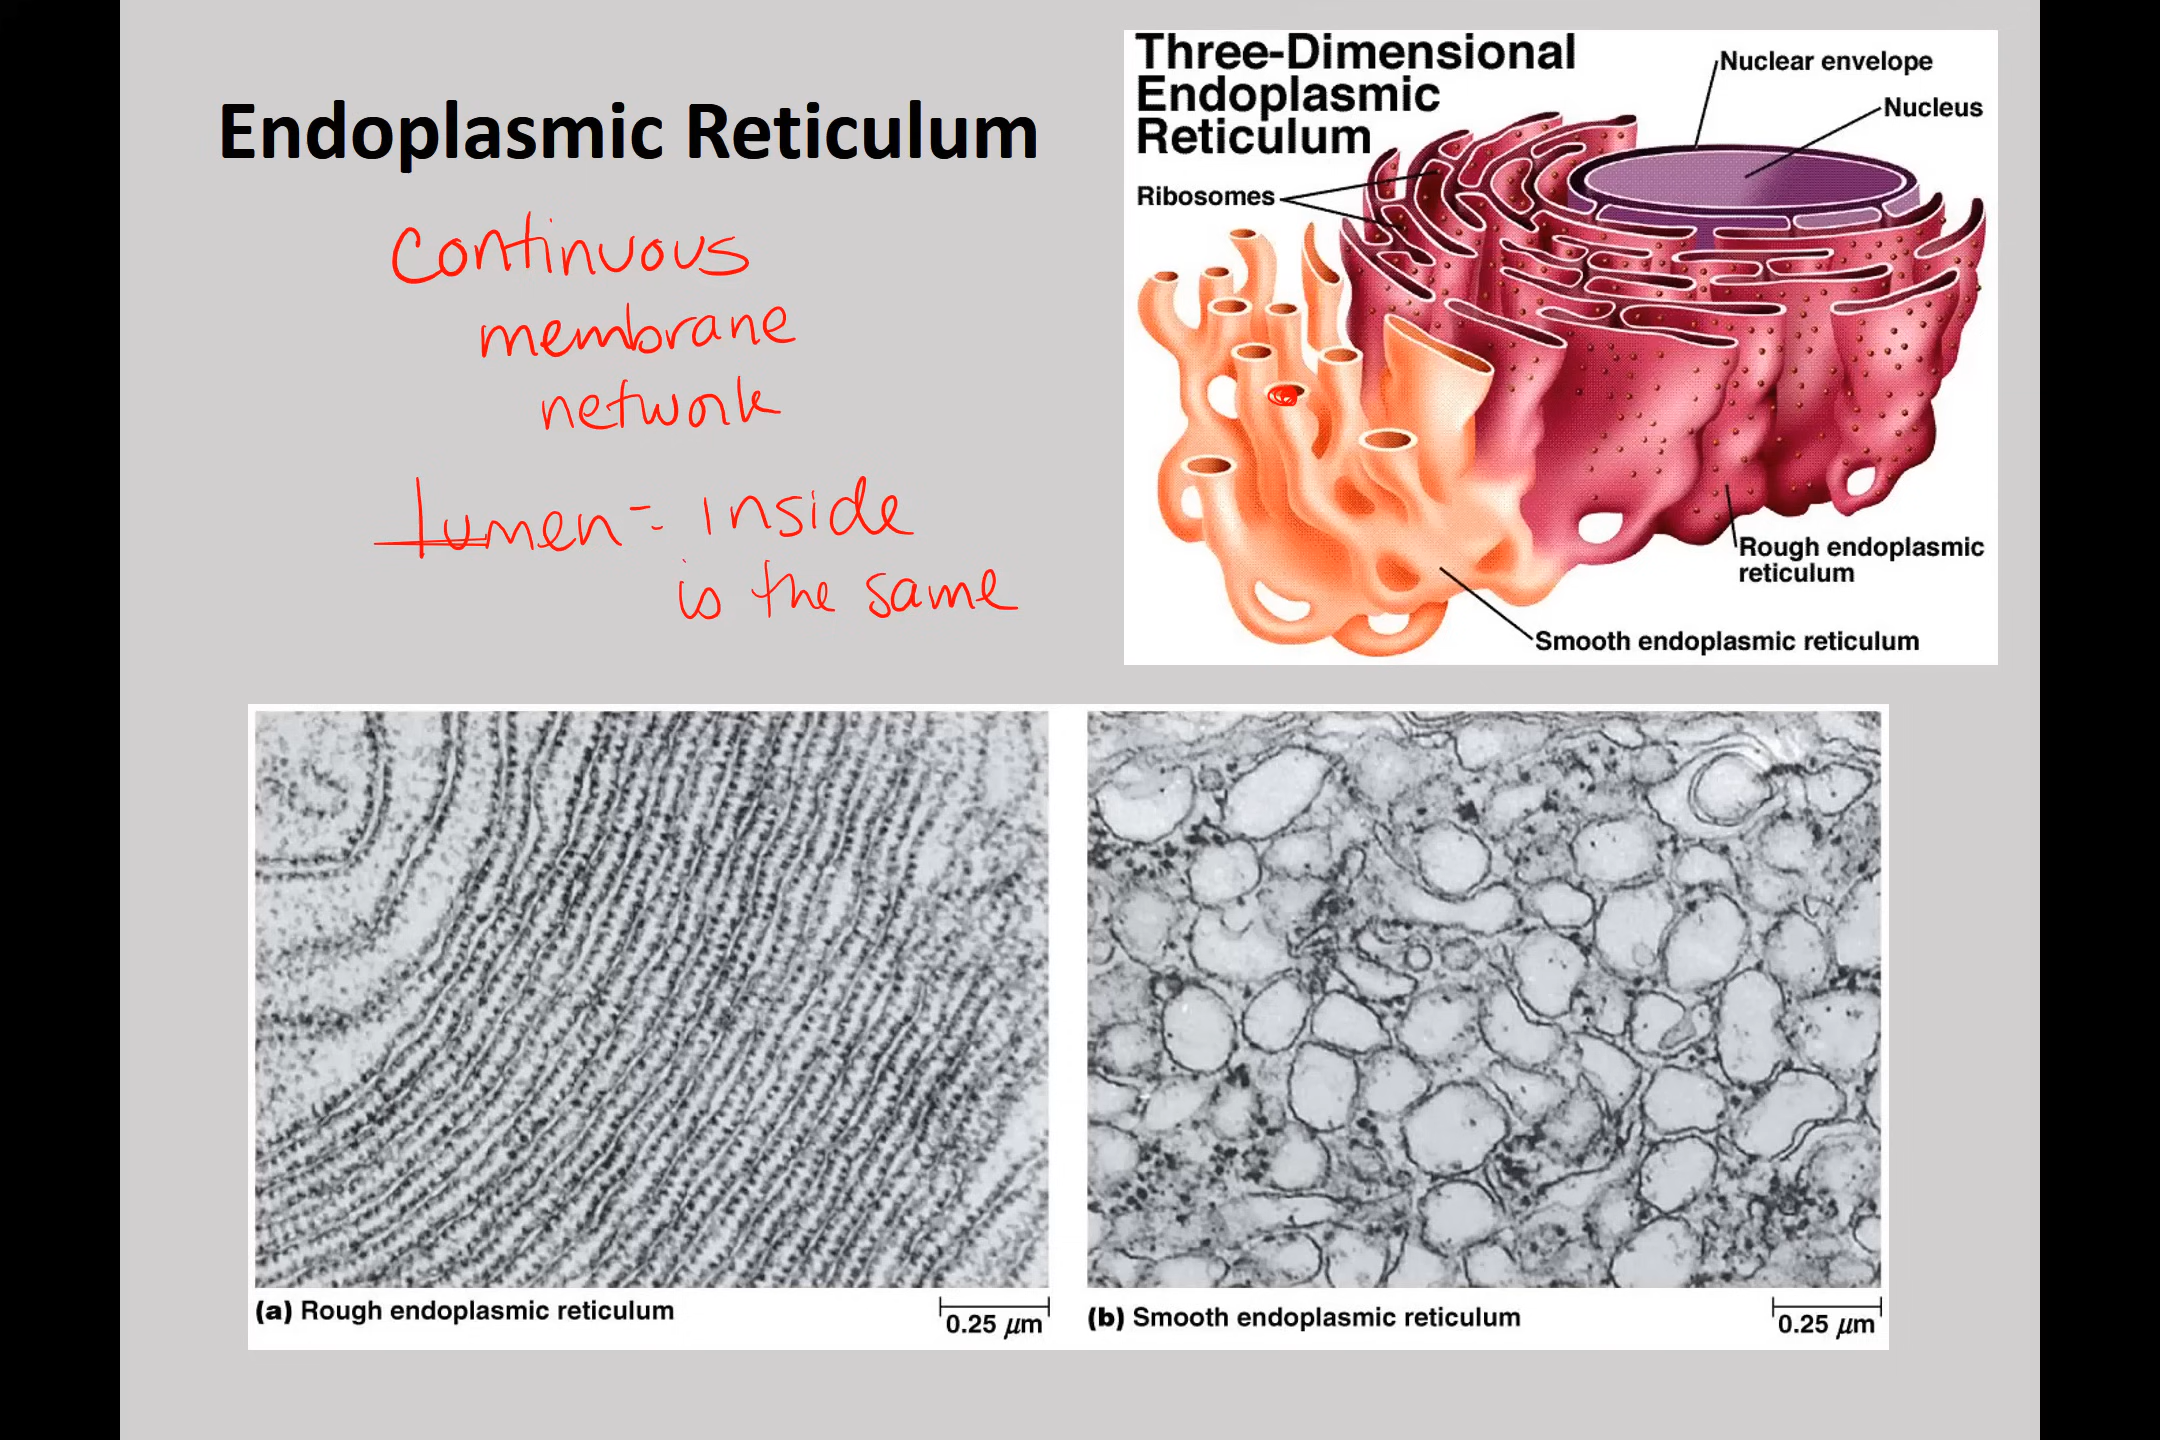 Endoplasmic Reticulum
continuous
membrane
network
lumen = inside
is the same
Three-Dimensional
Endoplasmic
Reticulum
Nuclear envelope
Nucleus
Ribosomes
Rough endoplasmic
reticulum
Smooth endoplasmic reticulum
(a) Rough endoplasmic reticulum
0.25 μm
(b) Smooth endoplasmic reticulum
0.25 μm